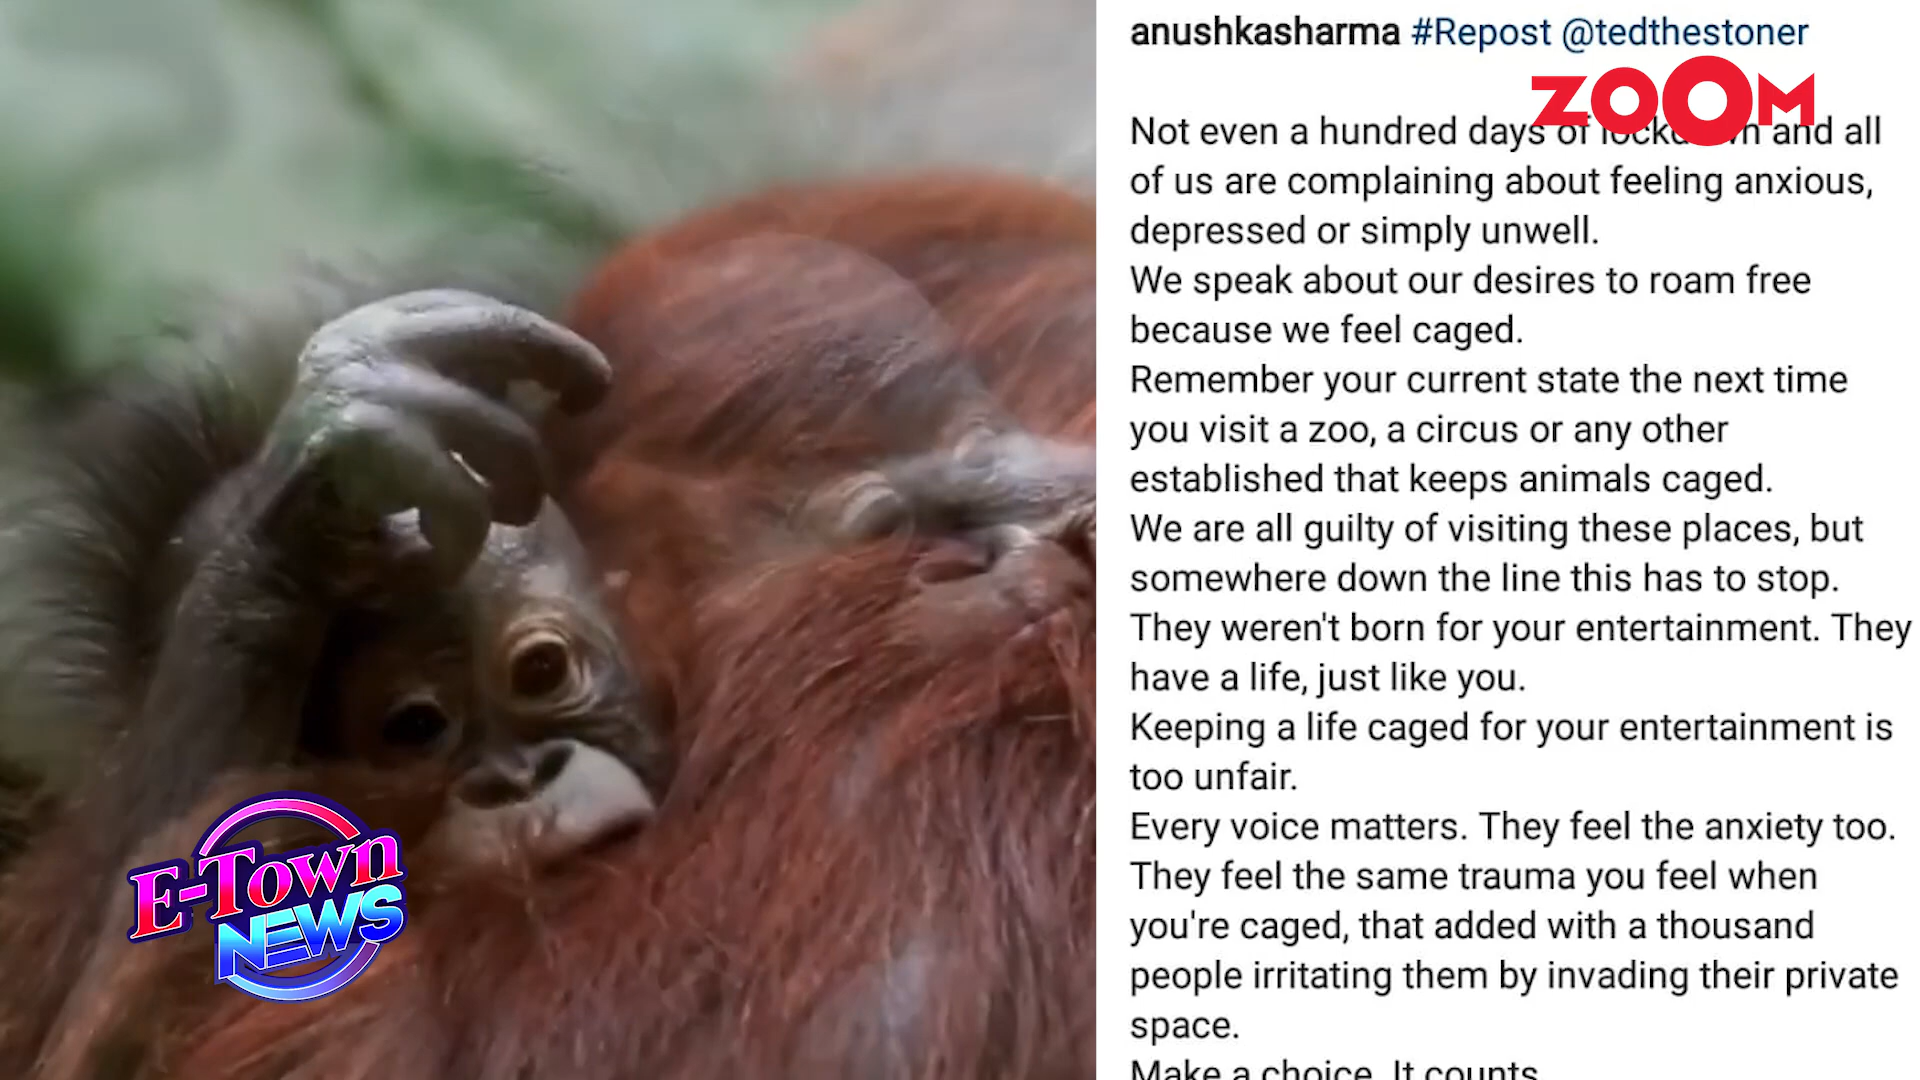 anushkasharma #Repost @tedthestoner
ZOOM
Not even a hundred days of and all
of us are complaining about feeling anxious,
depressed or simply unwell.
We speak about our desires to roam free
because we feel caged.
Remember your current state the next time
you visit a zoo, a circus or any other
established that keeps animals caged.
We are all guilty of visiting these places, but
somewhere down the line this has to stop.
They weren't born for your entertainment. They
have a life, just like you.
Keeping a life caged for your entertainment is
too unfair.
Every voice matters. They feel the anxiety too.
They feel the same trauma you feel when
you're caged, that added with a thousand
people irritating them by invading their private
space.
Make a choice. It counts.
E-Town
NEWS